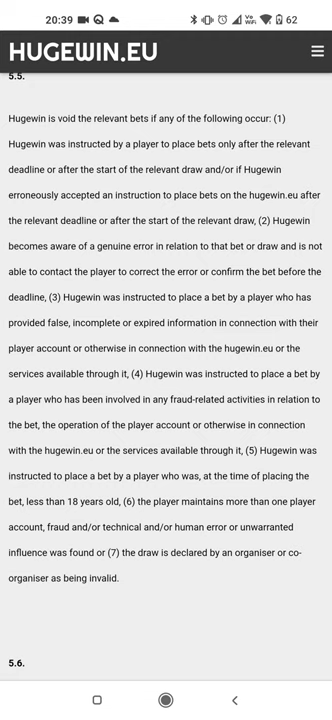 20:39
Vo
WiFi
62
HUGEWIN.EU
5.5.
Hugewin is void the relevant bets if any of the following occur: (1)
Hugewin was instructed by a player to place bets only after the relevant
deadline or after the start of the relevant draw and/or if Hugewin
erroneously accepted an instruction to place bets on the hugewin.eu after
the relevant deadline or after the start of the relevant draw, (2) Hugewin
becomes aware of a genuine error in relation to that bet or draw and is not
able to contact the player to correct the error or confirm the bet before the
deadline, (3) Hugewin was instructed to place a bet by a player who has
provided false, incomplete or expired information in connection with their
player account or otherwise in connection with the hugewin.eu or the
services available through it, (4) Hugewin was instructed to place a bet by
a player who has been involved in any fraud-related activities in relation to
the bet, the operation of the player account or otherwise in connection
with the hugewin.eu or the services available through it, (5) Hugewin was
instructed to place a bet by a player who was, at the time of placing the
bet, less than 18 years old, (6) the player maintains more than one player
account, fraud and/or technical and/or human error or unwarranted
influence was found or (7) the draw is declared by an organiser or co-
organiser as being invalid.
5.6.